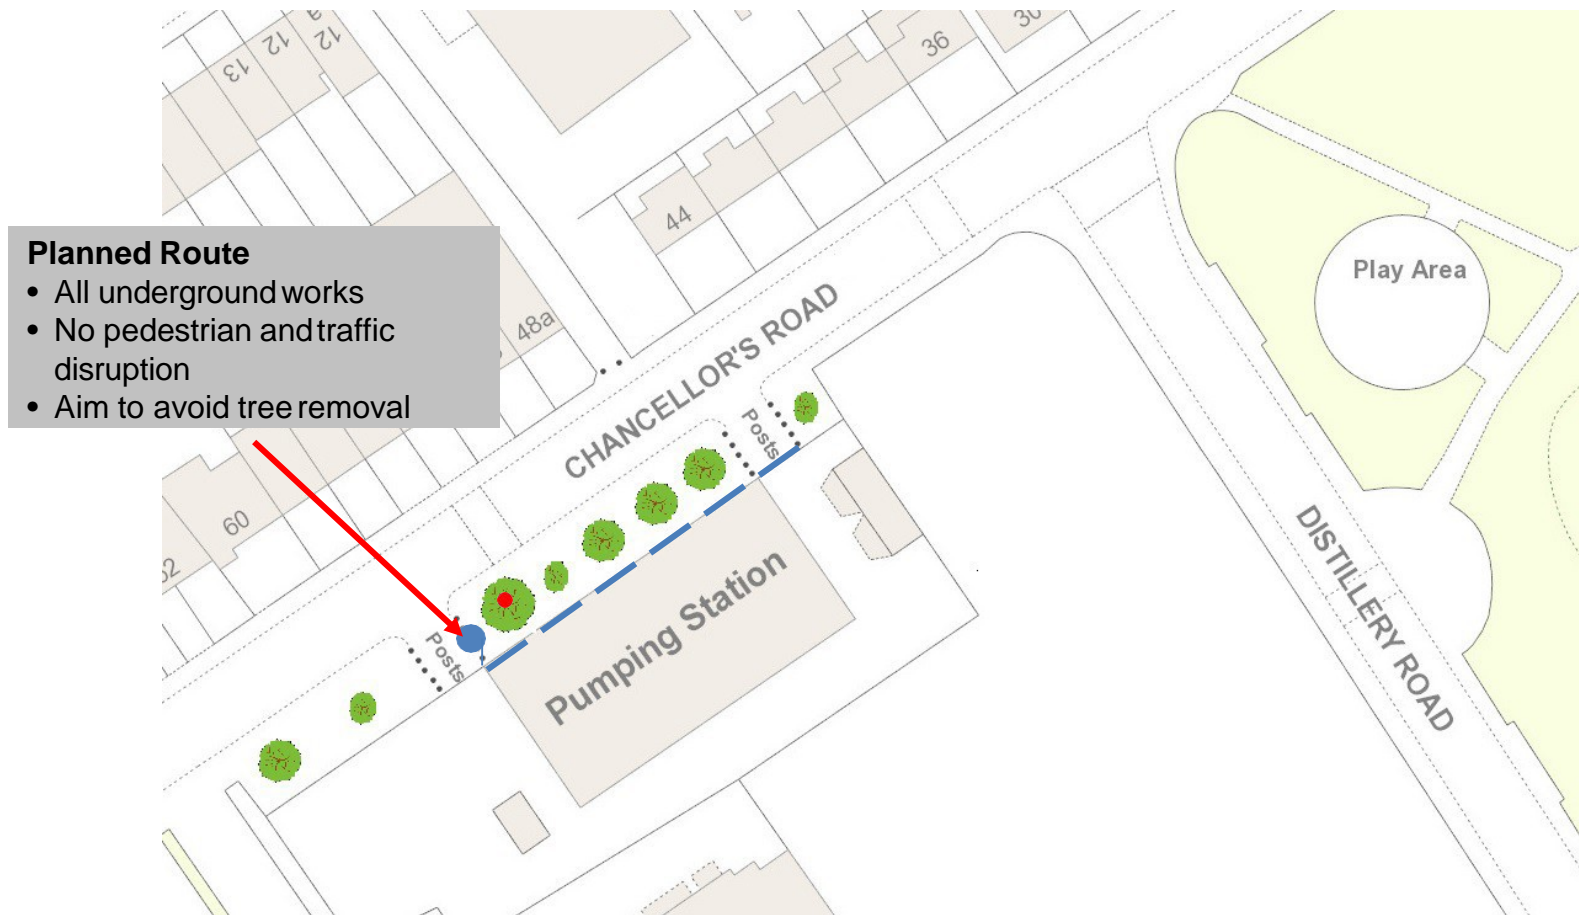 12
12
13
36
30
44
Planned Route
• All underground works
• No pedestrian and traffic
disruption
• Aim to avoid tree removal
48a
CHANCELLOR'S ROAD
Play Area
Posts
60
Pumping Station
Posts
DISTILLERY ROAD